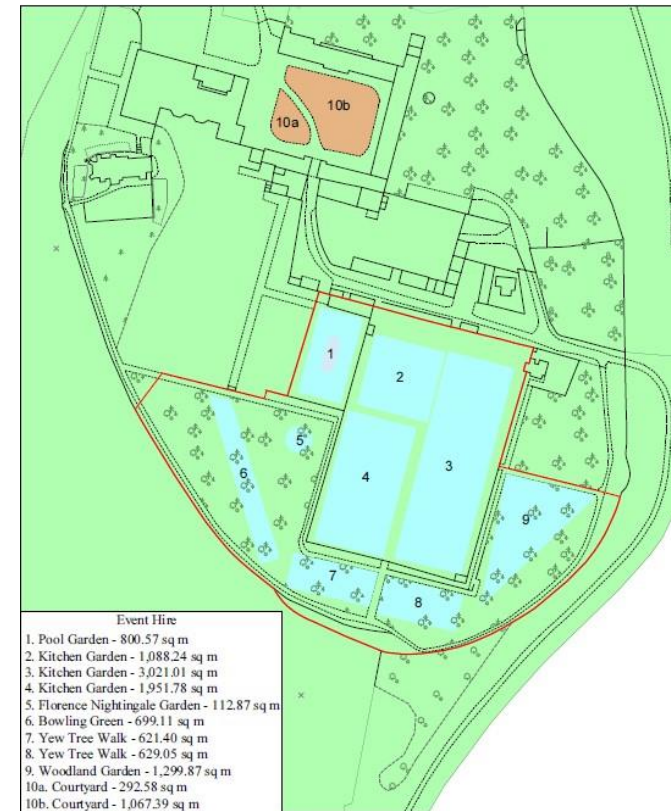 10b
10a
1
2
5
6
4
3
9
7
8
Event Hire
1. Pool Garden - 800.57 sq m
2. Kitchen Garden - 1,088.24 sq m
3. Kitchen Garden - 3,021.01 sq m
4. Kitchen Garden - 1,951.78 sq m
5. Florence Nightingale Garden - 112.87 sq m
6. Bowling Green - 699.11 sq m
7. Yew Tree Walk - 621.40 sq m
8. Yew Tree Walk - 629.05 sq m
9. Woodland Garden - 1,299.87 sq m
10a. Courtyard - 292.58 sq m
10b. Courtyard - 1,067.39 sq m